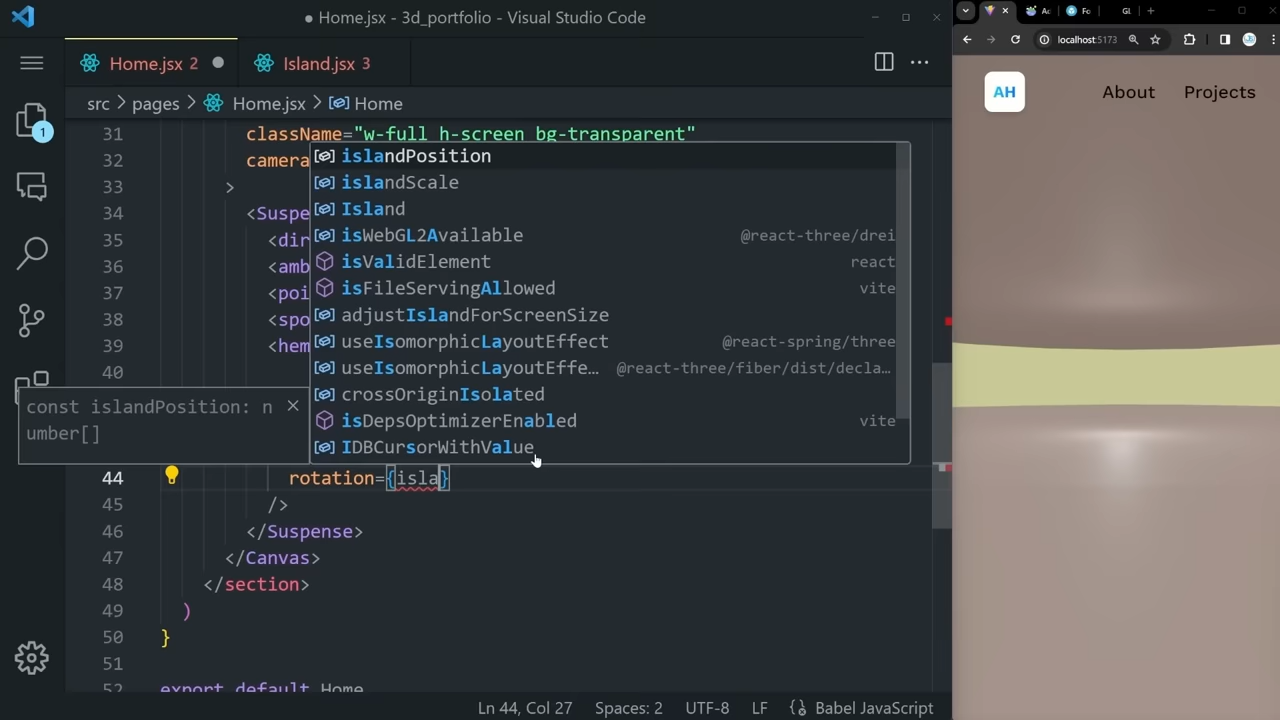 ● Home.jsx - 3d_portfolio - Visual Studio Code
Home.jsx 2 ●
Island.jsx 3
src > pages > Home.jsx > Home
31 className="w-full h-screen bg-transparent"
32 camera
33 >
34 <Suspe
35 <dir
36 <amb
37 <poi
38 <spo
39 <hem
40
islandPosition
islandScale
Island
isWebGL2Available @react-three/drei
isValidElement react
isFileServingAllowed vite
adjustIslandForScreenSize
useIsomorphicLayoutEffect @react-spring/three
useIsomorphicLayoutEffe… @react-three/fiber/dist/decla…
crossOriginIsolated
isDepsOptimizerEnabled vite
IDBCursorWithValue
const islandPosition: n
umber[]
1
44 rotation={isla}
45 />
46 </Suspense>
47 </Canvas>
48 </section>
49 )
50 }
51
52 export default Home
Ln 44, Col 27 Spaces: 2 UTF-8 LF Babel JavaScript
Ac
Fo
GL
localhost:5173
AH
About Projects